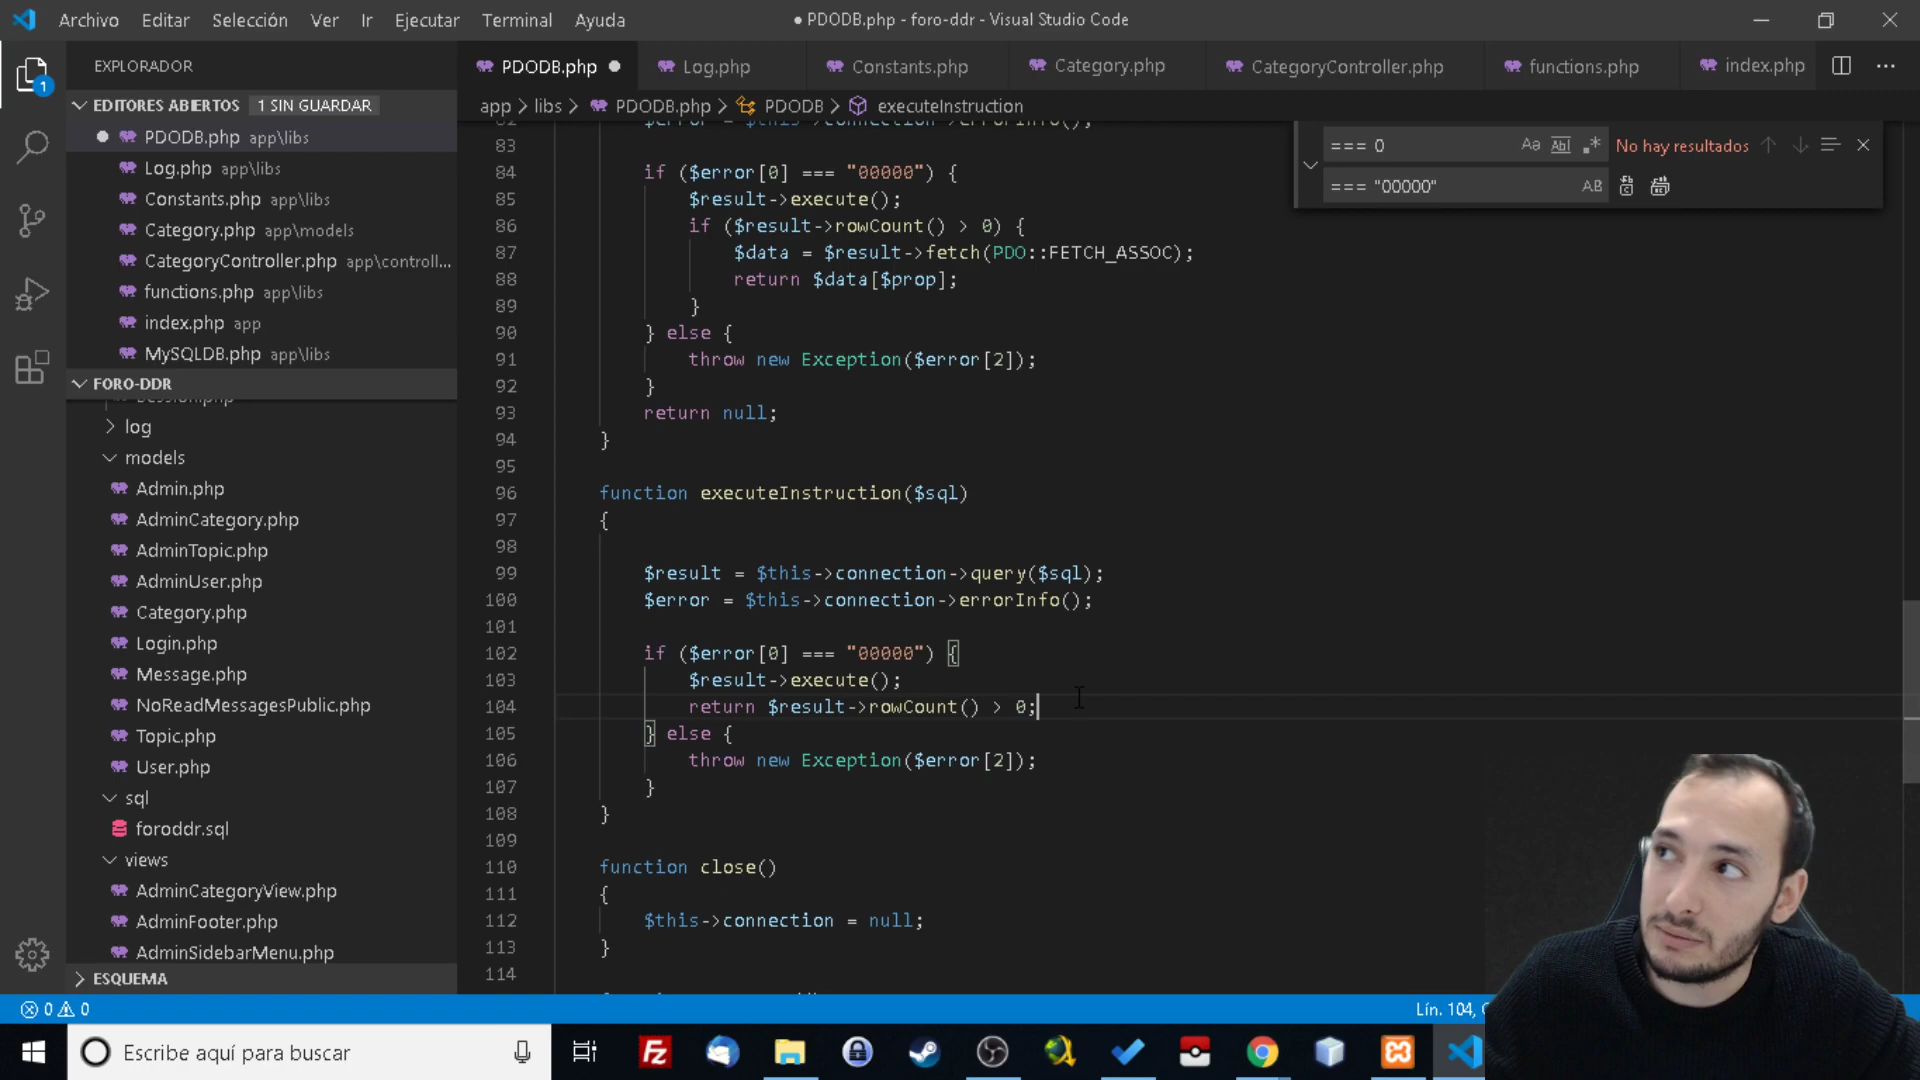 Archivo Editar Selección Ver Ir Ejecutar Terminal Ayuda
● PDODB.php - foro-ddr - Visual Studio Code
EXPLORADOR
PDODB.php ● Log.php Constants.php Category.php CategoryController.php functions.php index.php
EDITORES ABIERTOS 1 SIN GUARDAR
app > libs > PDODB.php > PDODB > executeInstruction
1
PDODB.php app\libs
Log.php app\libs
Constants.php app\libs
Category.php app\models
CategoryController.php app\controll...
functions.php app\libs
index.php app
MySQLDB.php app\libs
FORO-DDR
log
models
Admin.php
AdminCategory.php
AdminTopic.php
AdminUser.php
Category.php
Login.php
Message.php
NoReadMessagesPublic.php
Topic.php
User.php
sql
foroddr.sql
views
AdminCategoryView.php
AdminFooter.php
AdminSidebarMenu.php
ESQUEMA
=== 0 Aa Abl .* No hay resultados
=== "00000" AB
83
84 if ($error[0] === "00000") {
85 $result->execute();
86 if ($result->rowCount() > 0) {
87 $data = $result->fetch(PDO::FETCH_ASSOC);
88 return $data[$prop];
89 }
90 } else {
91 throw new Exception($error[2]);
92 }
93 return null;
94 }
95
96 function executeInstruction($sql)
97 {
98
99 $result = $this->connection->query($sql);
100 $error = $this->connection->errorInfo();
101
102 if ($error[0] === "00000") {
103 $result->execute();
104 return $result->rowCount() > 0;
105 } else {
106 throw new Exception($error[2]);
107 }
108 }
109
110 function close()
111 {
112 $this->connection = null;
113 }
114
0 0
Lín. 104,
Escribe aquí para buscar